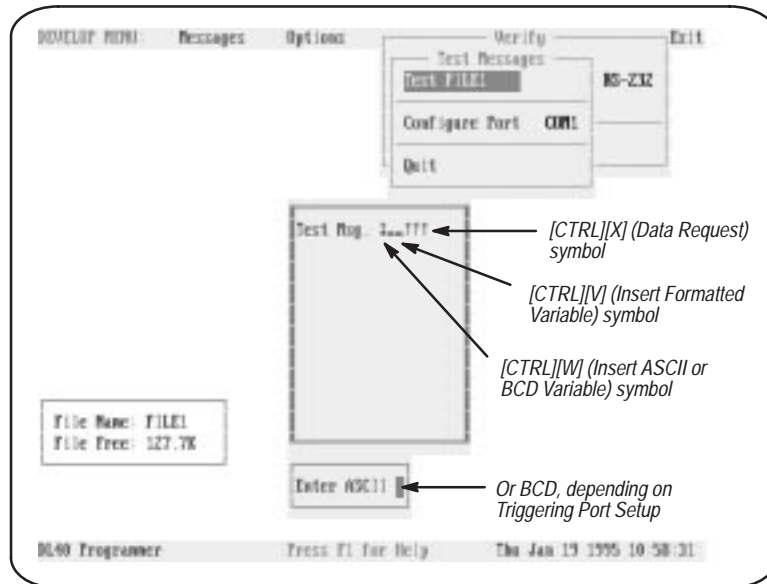 DEVELOP MENU: Messages Options Verify Exit
Test Messages
Test FILE1 RS-232
Configure Port COM1
Quit
Test Msg.
[CTRL][X] (Data Request)
symbol
[CTRL][V] (Insert Formatted
Variable) symbol
[CTRL][W] (Insert ASCII or
BCD Variable) symbol
File Name: FILE1
File Free: 127.7K
Enter ASCII
Or BCD, depending on
Triggering Port Setup
DL40 Programmer Press F1 for Help Thu Jan 19 1995 10:58:31